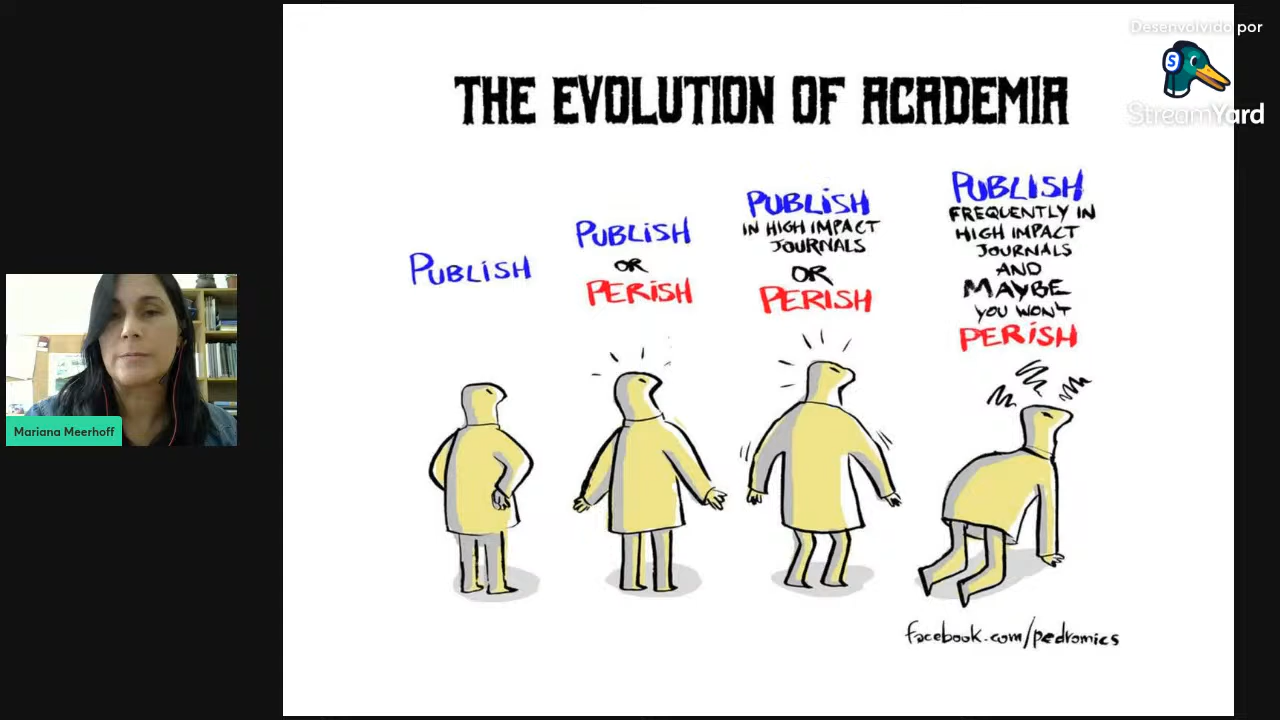 Desenvolvido por
S
StreamYard
THE EVOLUTION OF ACADEMIA
PUBLISH
PUBLISH
OR
PERISH
PUBLISH
IN HIGH IMPACT
JOURNALS
OR
PERISH
PUBLISH
FREQUENTLY IN
HIGH IMPACT
JOURNALS
AND
MAYBE
YOU WON'T
PERISH
Mariana Meerhoff
facebook.com/pedromics